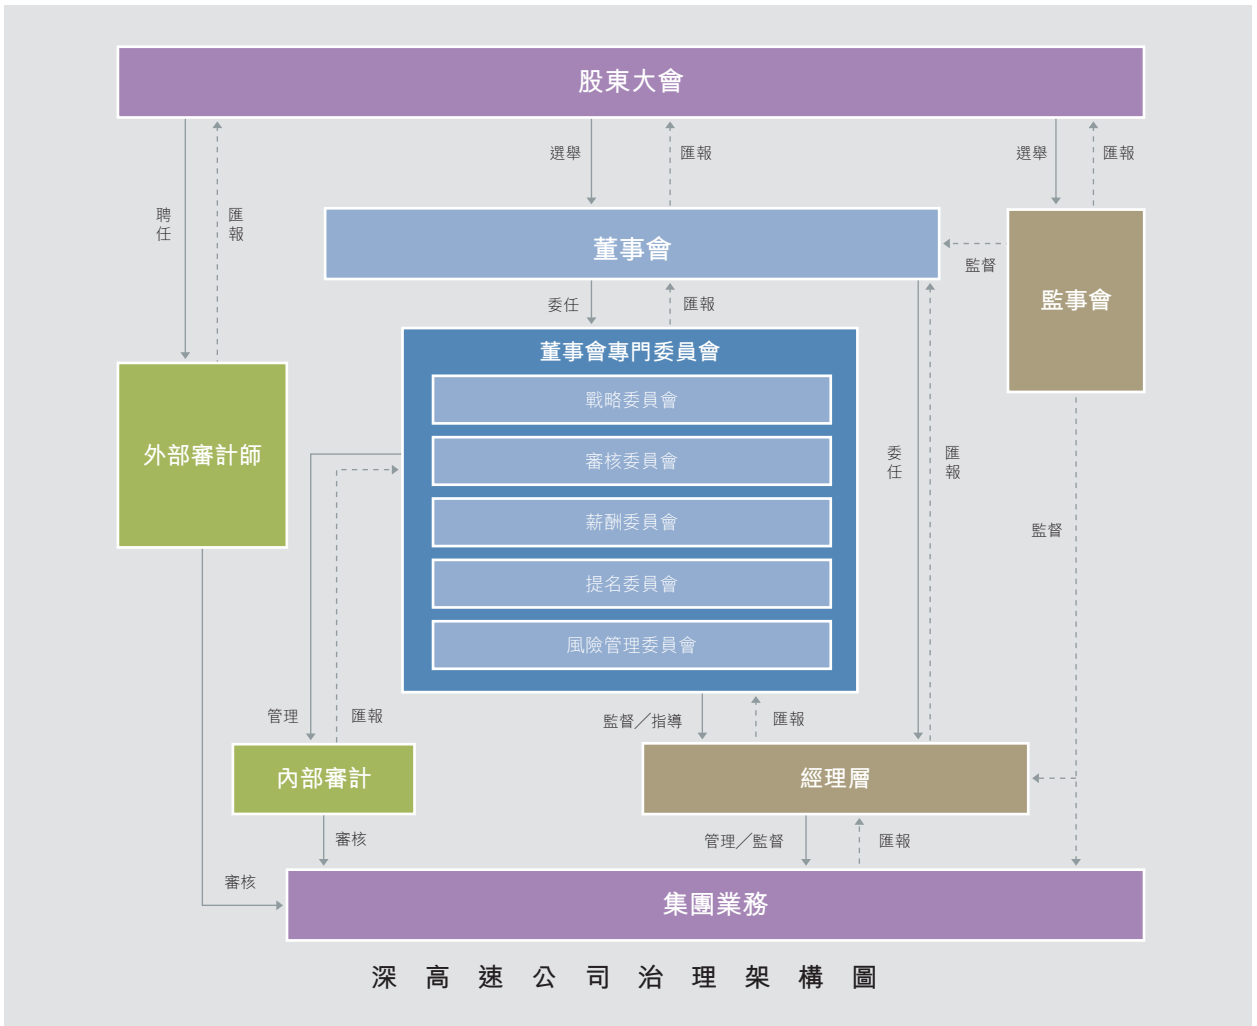 股東大會
選舉
匯報
選舉
匯報
聘任
匯報
董事會
監督
監事會
委任
匯報
董事會專門委員會
戰略委員會
外部審計師
審核委員會
委任
匯報
薪酬委員會
監督
提名委員會
風險管理委員會
管理
匯報
監督／指導
匯報
內部審計
經理層
審核
管理／監督
匯報
審核
集團業務
深高速公司治理架構圖